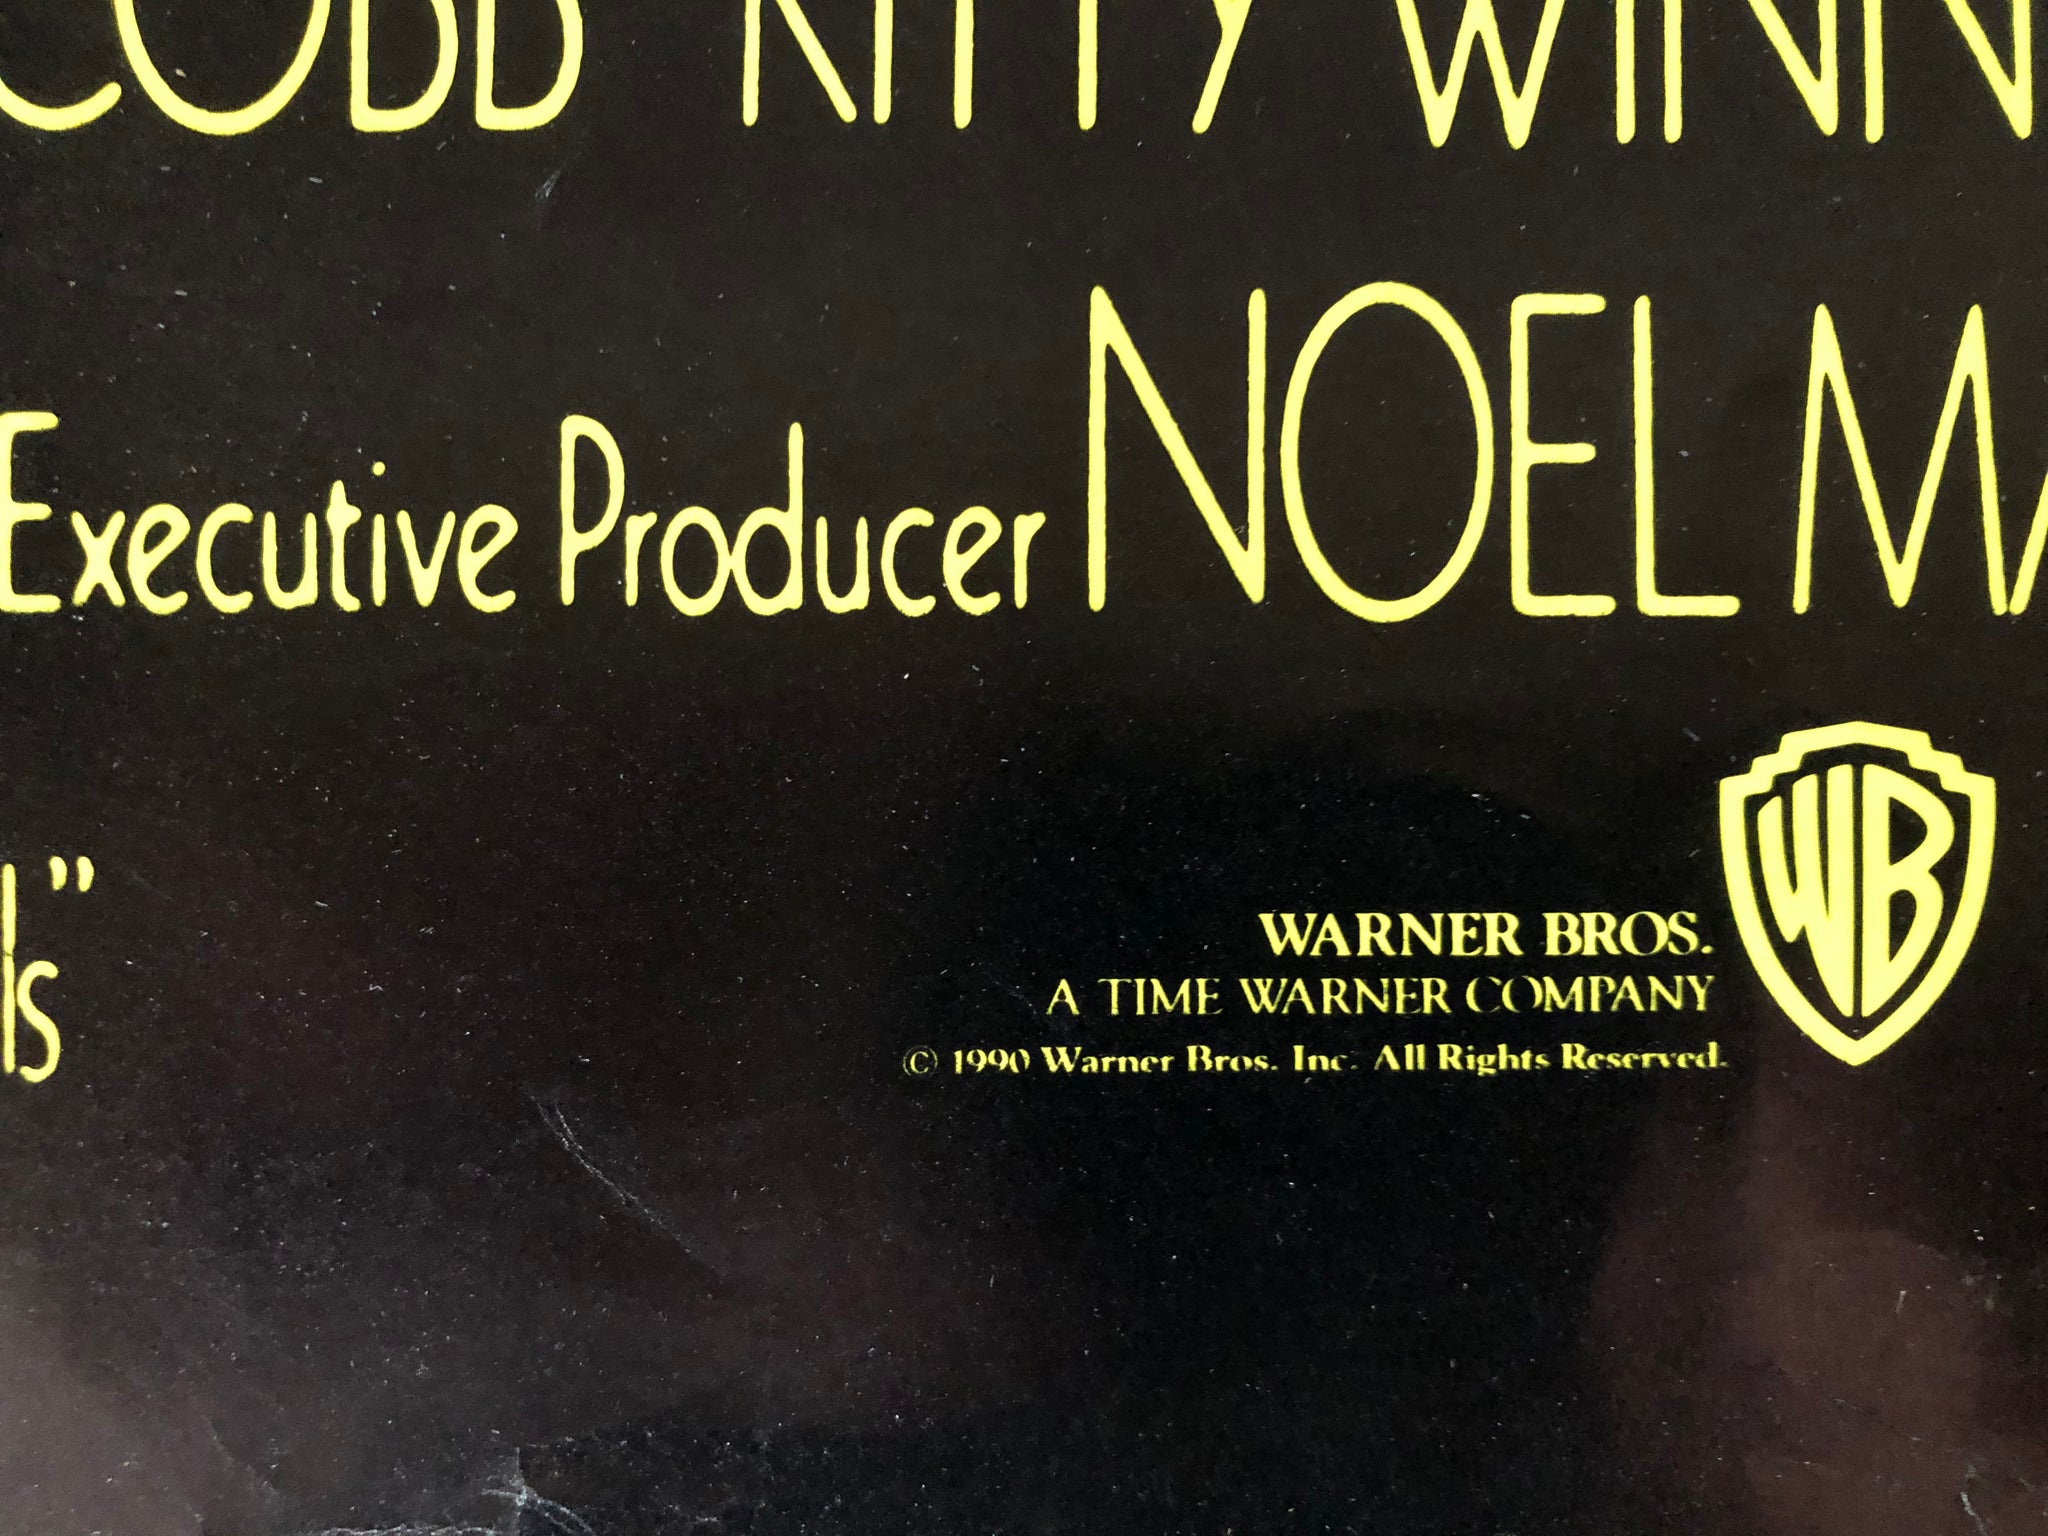 COBB KITTY WINN
Executive Producer NOEL MA
ls"
WB
WARNER BROS.
A TIME WARNER COMPANY
© 1990 Warner Bros. Inc. All Rights Reserved.